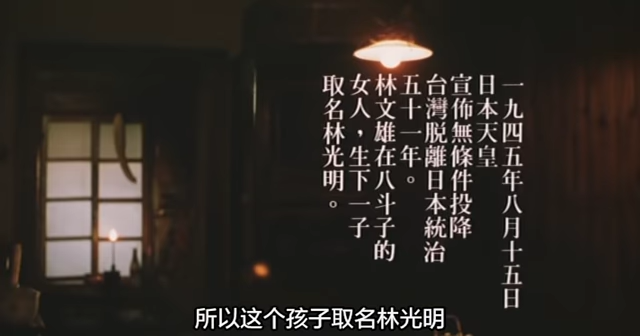 一九四五年八月十五日
日本天皇
宣佈無條件投降
台灣脫離日本統治
五十一年。
林文雄在八斗子的
女人，生下一子
取名林光明。
所以这个孩子取名林光明